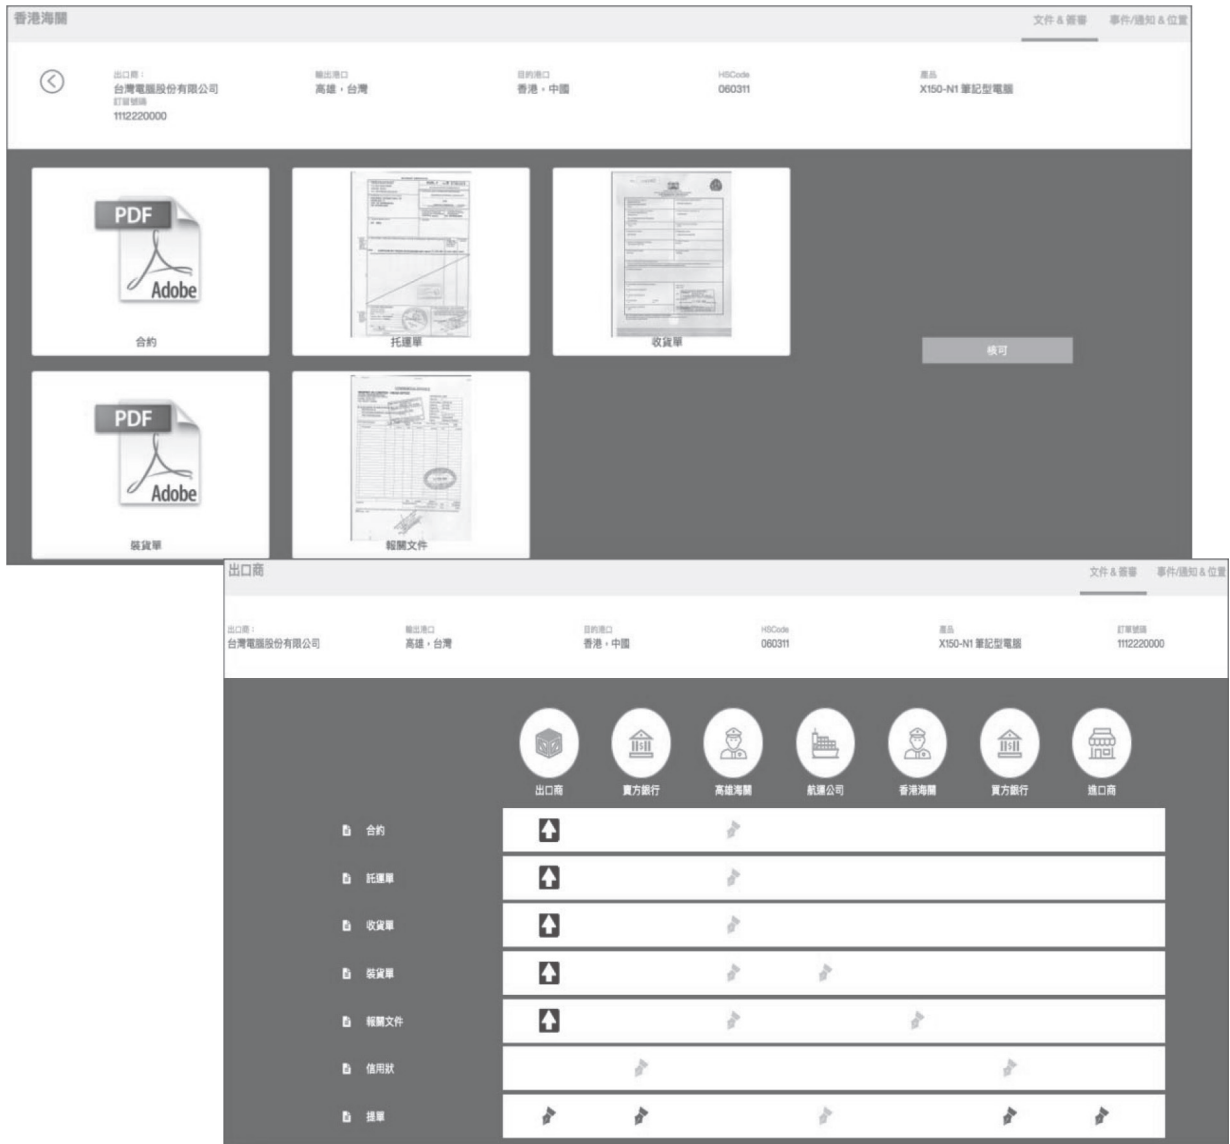 香港海關
文件 & 簽審 事件/通知 & 位置
出口商: 輸出港口 目的港口 HSCode 產品
台灣電腦股份有限公司 高雄,台灣 香港,中國 060311 X150-N1 筆記型電腦
訂單號碼
1112220000
PDF
Adobe
合約 托運單 收貨單
核可
PDF
Adobe
裝貨單 報關文件
出口商
文件 & 簽審 事件/通知 & 位置
出口商: 輸出港口 目的港口 HSCode 產品 訂單號碼
台灣電腦股份有限公司 高雄,台灣 香港,中國 060311 X150-N1 筆記型電腦 1112220000
出口商 賣方銀行 高雄海關 航運公司 香港海關 買方銀行 進口商
合約
託運單
收貨單
裝貨單
報關文件
信用狀
提單